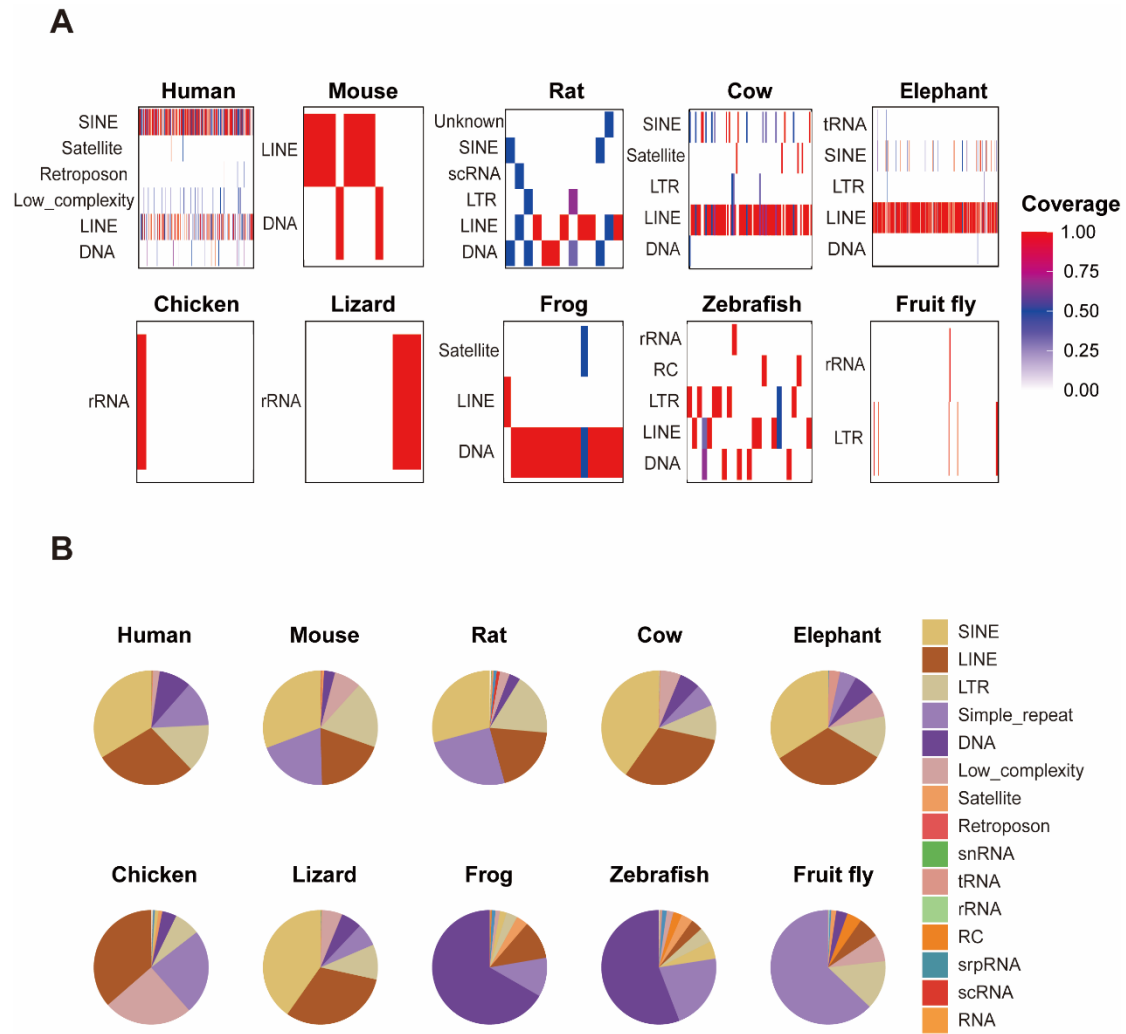 A
Human Mouse Rat Cow Elephant
SINE
Satellite
Retroposon
Low_complexity
LINE
DNA
LINE
DNA
Unknown
SINE
scRNA
LTR
LINE
DNA
SINE
Satellite
LTR
LINE
DNA
tRNA
SINE
LTR
LINE
DNA
Coverage
1.00
0.75
0.50
0.25
0.00
Chicken Lizard Frog Zebrafish Fruit fly
rRNA
rRNA
Satellite
LINE
DNA
rRNA
RC
LTR
LINE
DNA
rRNA
LTR
B
Human Mouse Rat Cow Elephant
Chicken Lizard Frog Zebrafish Fruit fly
SINE
LINE
LTR
Simple_repeat
DNA
Low_complexity
Satellite
Retroposon
snRNA
tRNA
rRNA
RC
srpRNA
scRNA
RNA